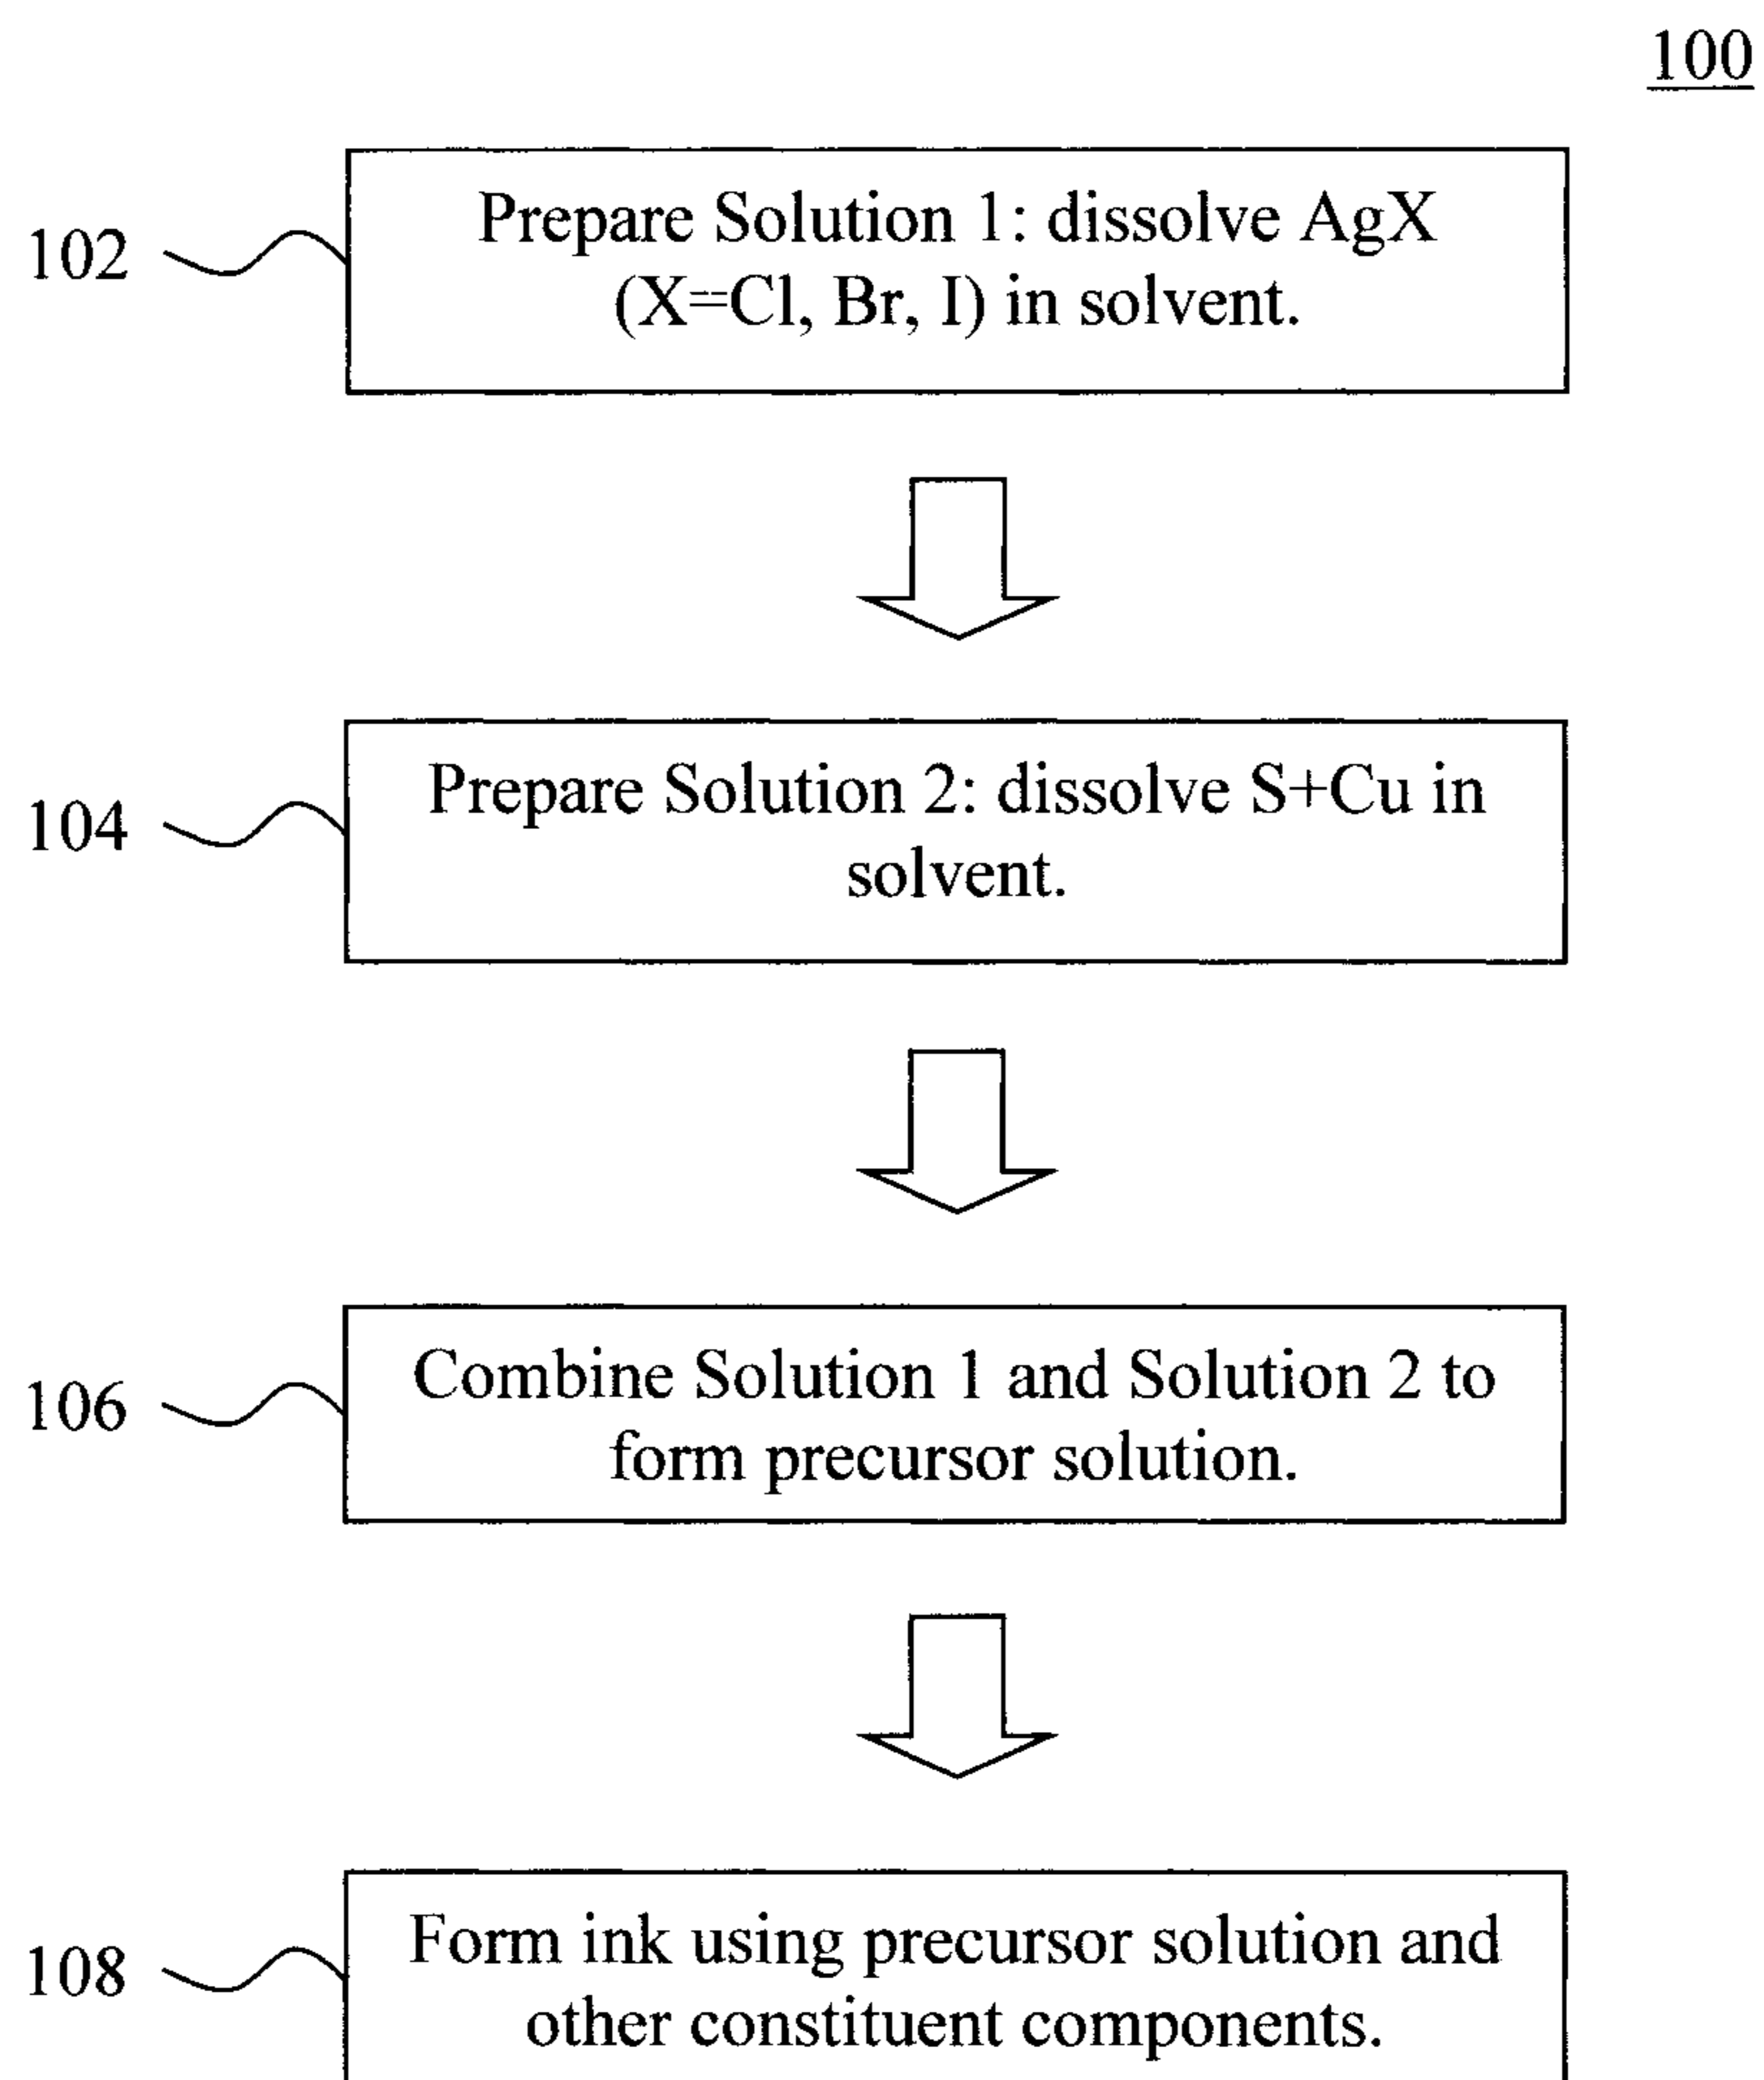 100
102
Prepare Solution 1: dissolve AgX
(X=Cl, Br, I) in solvent.
104
Prepare Solution 2: dissolve S+Cu in
solvent.
106
Combine Solution 1 and Solution 2 to
form precursor solution.
108
Form ink using precursor solution and
other constituent components.